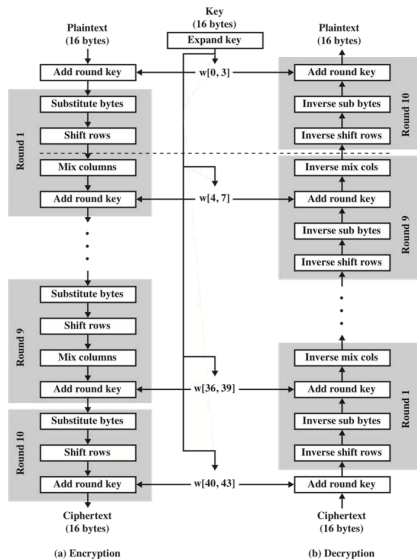 Key
(16 bytes)
Expand key
Plaintext
(16 bytes)
Add round key
Round 1
Substitute bytes
Shift rows
Mix columns
Add round key
Round 9
Substitute bytes
Shift rows
Mix columns
Add round key
Round 10
Substitute bytes
Shift rows
Add round key
Ciphertext
(16 bytes)
(a) Encryption
w[0, 3]
w[4, 7]
w[36, 39]
w[40, 43]
Plaintext
(16 bytes)
Add round key
Inverse sub bytes
Inverse shift rows
Round 10
Inverse mix cols
Add round key
Inverse sub bytes
Inverse shift rows
Round 9
Inverse mix cols
Add round key
Inverse sub bytes
Inverse shift rows
Round 1
Add round key
Ciphertext
(16 bytes)
(b) Decryption